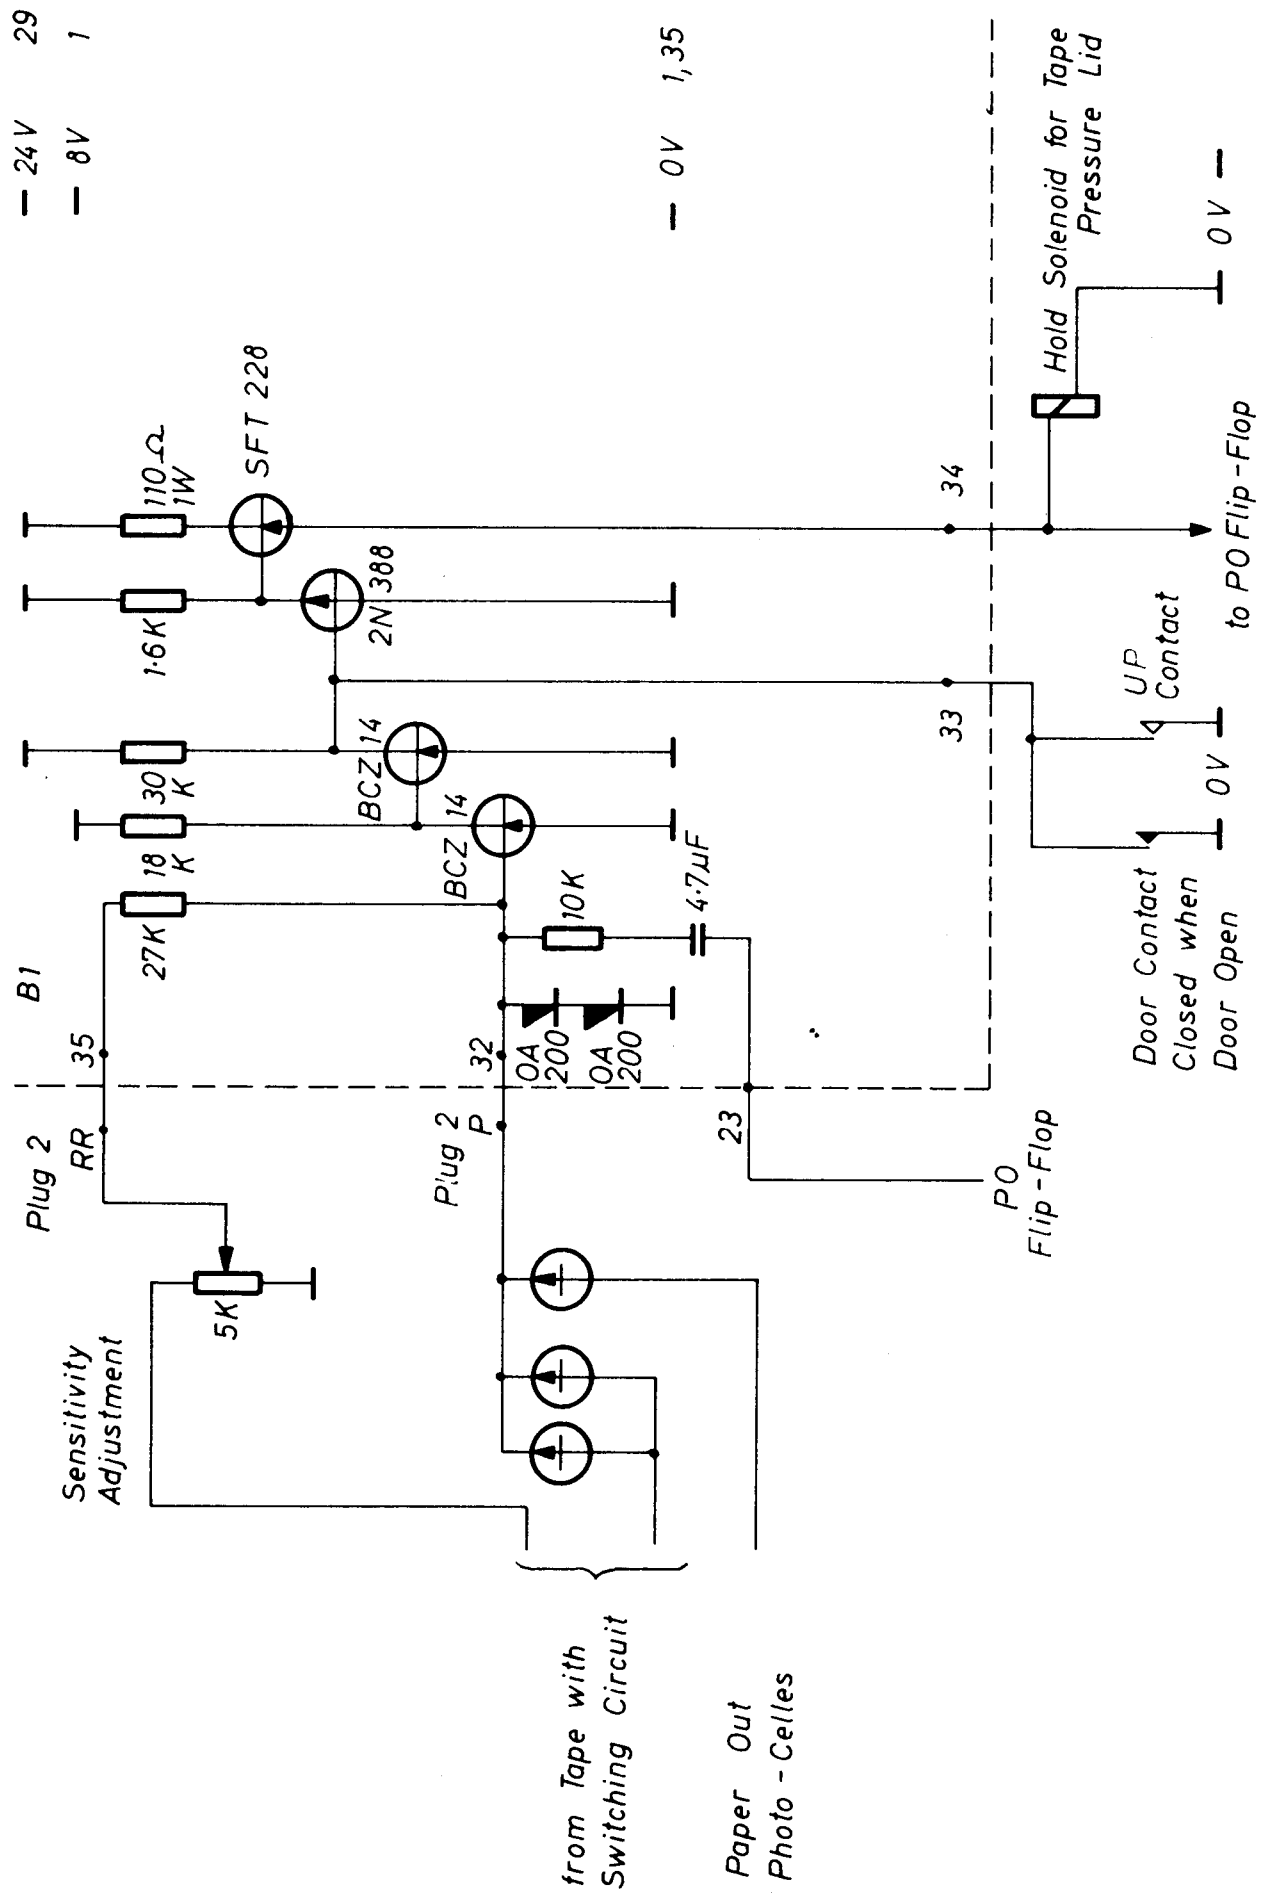 - 24V 29
- 8V 1
B1
Plug 2
RR
35
Sensitivity
Adjustment
5K
27K
18
K
30
K
1·6K
110Ω
1W
SFT 228
2N 388
BCZ 14
BCZ 14
Plug 2
P
32
OA
200
OA
200
10K
4·7µF
- 0V 1,35
from Tape with
Switching Circuit
Paper Out
Photo-Celles
23
PO
Flip-Flop
33
34
Hold Solenoid for Tape
Pressure Lid
Door Contact
Closed when
Door Open
0V
UP
Contact
to PO Flip-Flop
0V -